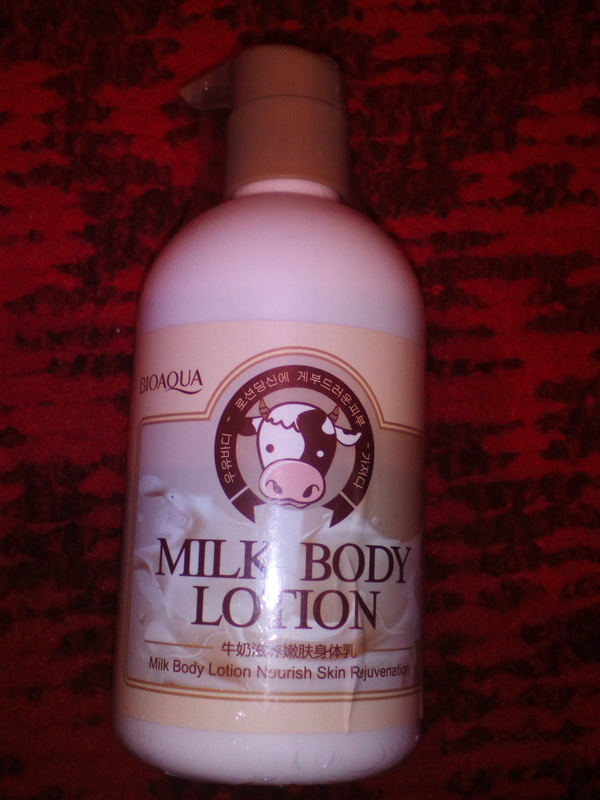 BIOAQUA
우유바디 - 로션당신에 게부드러운피부 - 가지다
MILK BODY
LOTION
牛奶滋养嫩肤身体乳
Milk Body Lotion Nourish Skin Rejuvenation